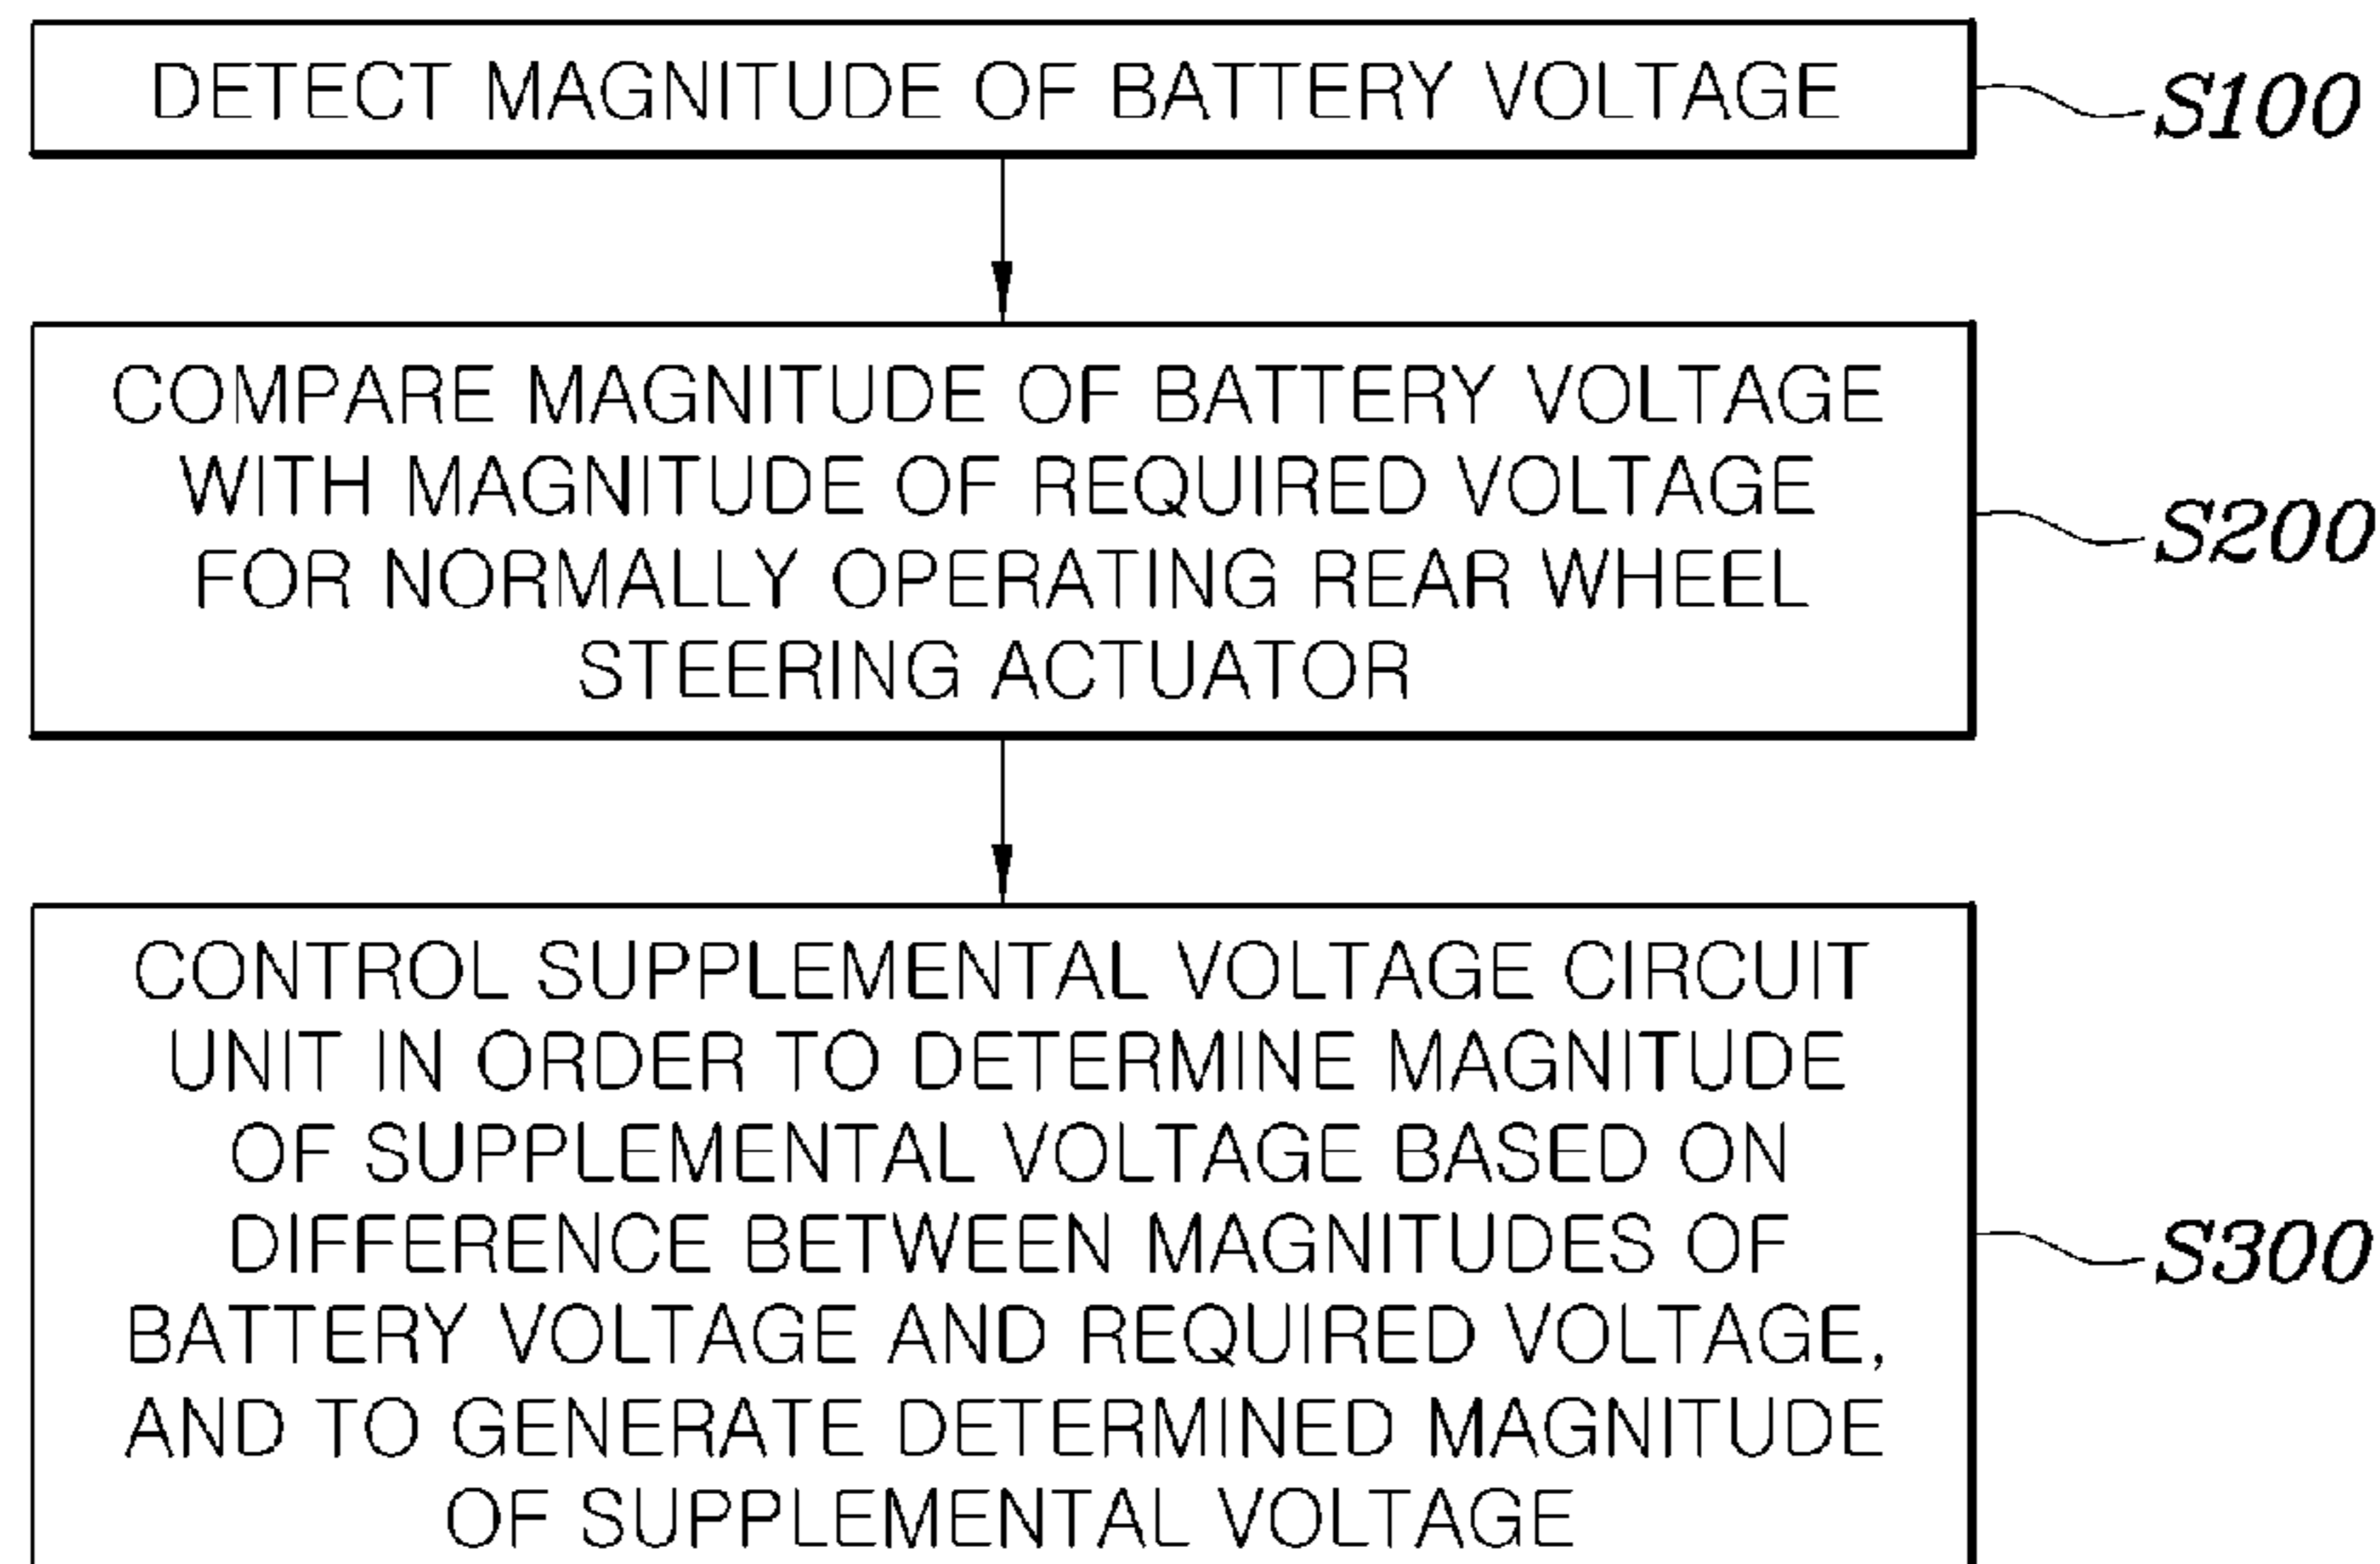 DETECT MAGNITUDE OF BATTERY VOLTAGE
S100
COMPARE MAGNITUDE OF BATTERY VOLTAGE
WITH MAGNITUDE OF REQUIRED VOLTAGE
FOR NORMALLY OPERATING REAR WHEEL
STEERING ACTUATOR
S200
CONTROL SUPPLEMENTAL VOLTAGE CIRCUIT
UNIT IN ORDER TO DETERMINE MAGNITUDE
OF SUPPLEMENTAL VOLTAGE BASED ON
DIFFERENCE BETWEEN MAGNITUDES OF
BATTERY VOLTAGE AND REQUIRED VOLTAGE,
AND TO GENERATE DETERMINED MAGNITUDE
OF SUPPLEMENTAL VOLTAGE
S300